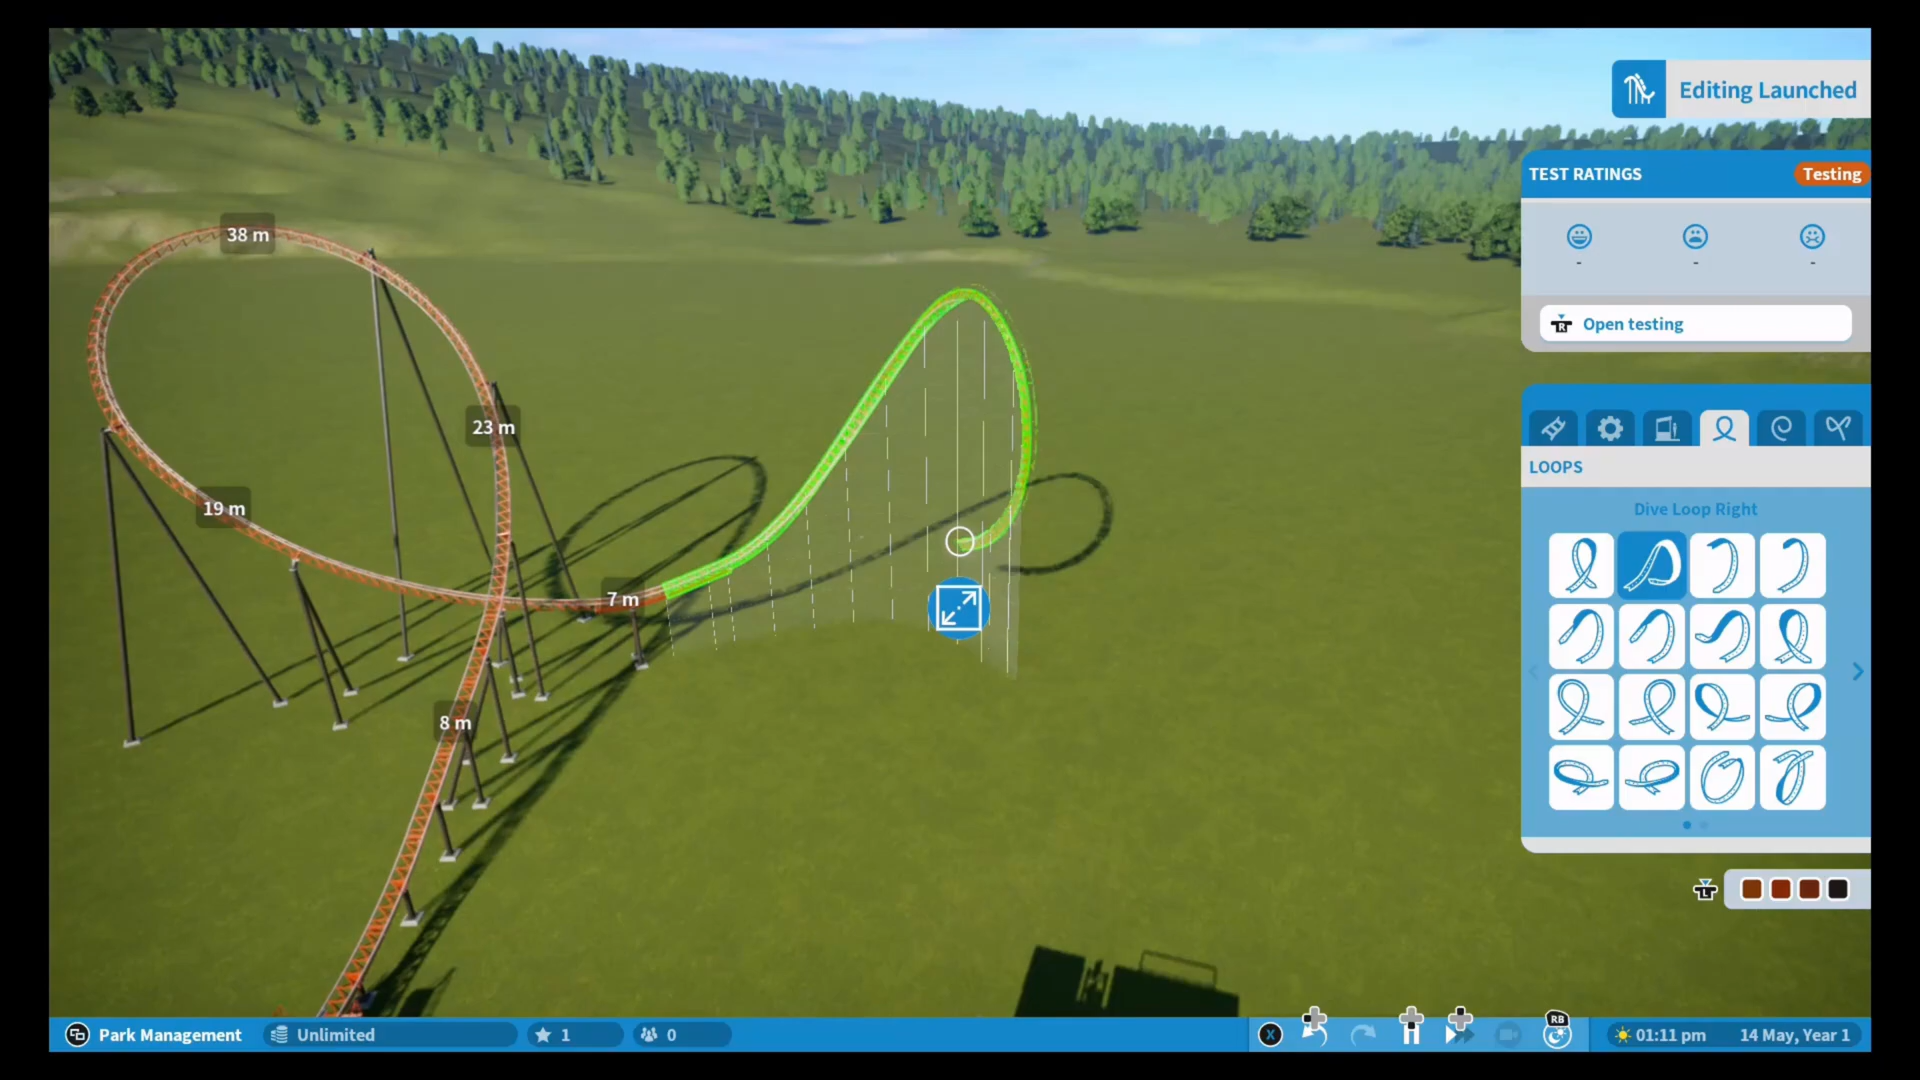 Editing Launched
TEST RATINGS
Testing
-
-
-
R
Open testing
38 m
23 m
19 m
7 m
8 m
LOOPS
Dive Loop Right
L
Park Management
Unlimited
1
0
X
RB
01:11 pm
14 May, Year 1